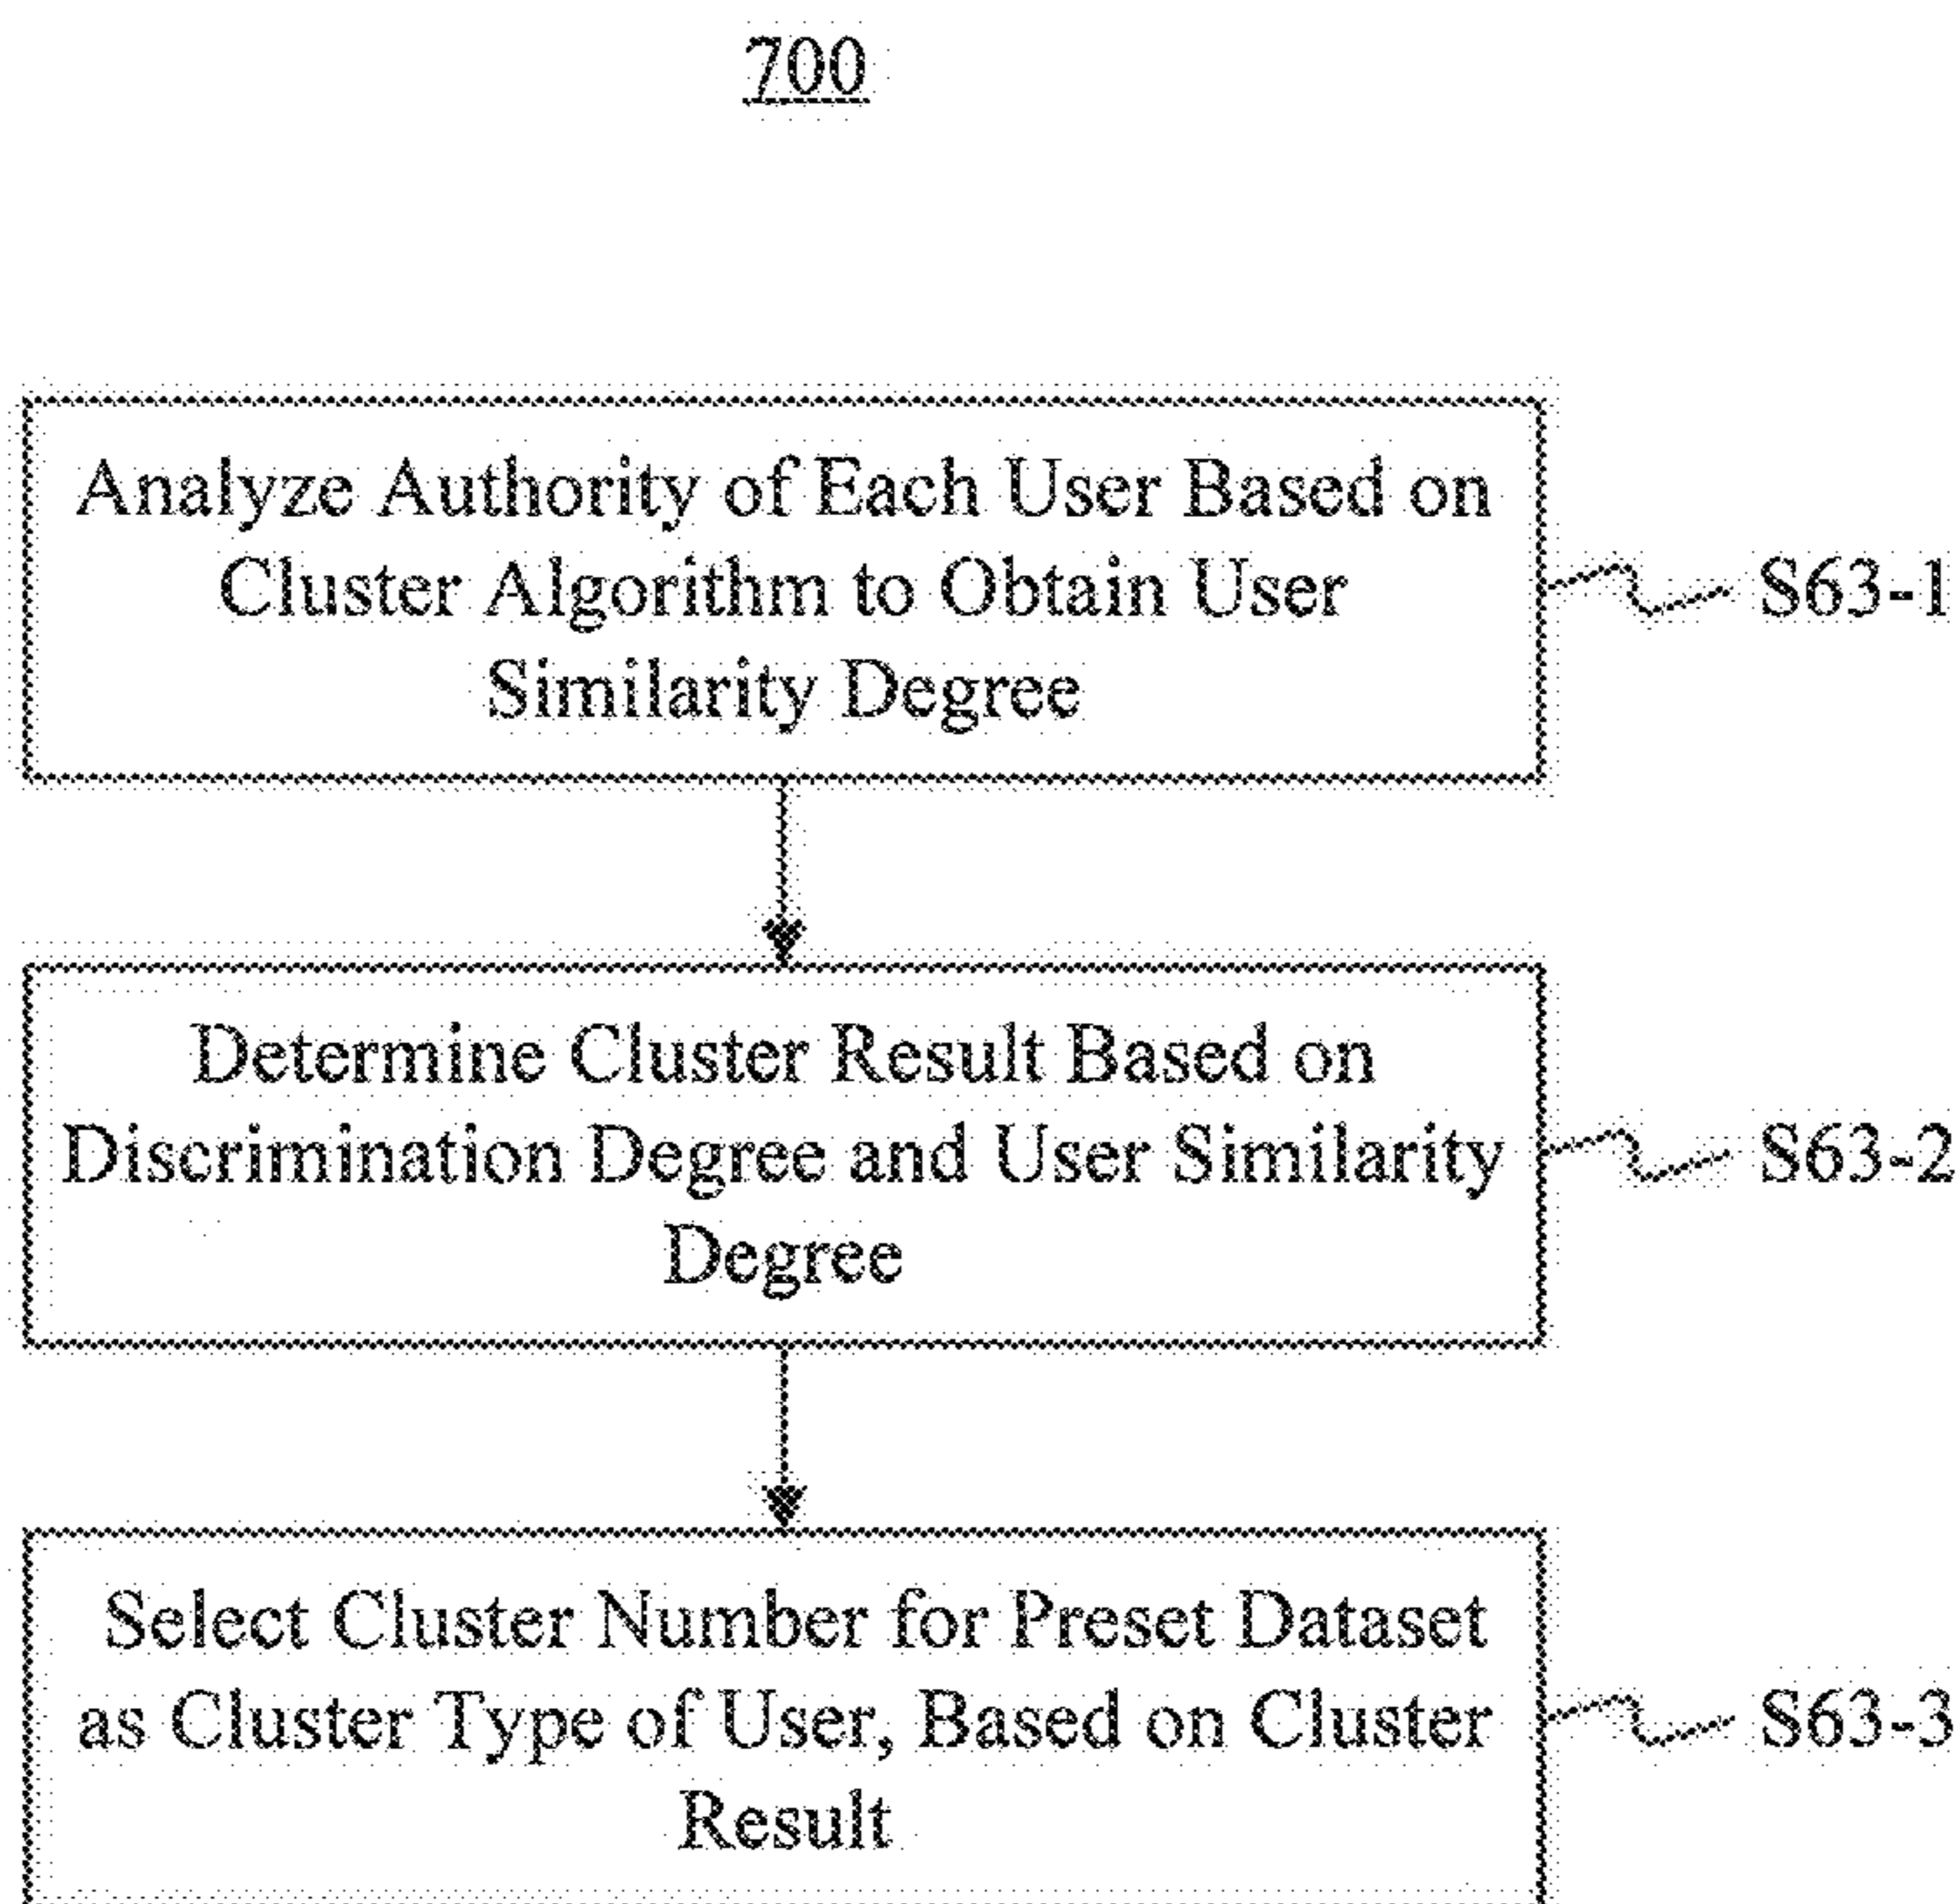 700
Analyze Authority of Each User Based on
Cluster Algorithm to Obtain User
Similarity Degree
S63-1
Determine Cluster Result Based on
Discrimination Degree and User Similarity
Degree
S63-2
Select Cluster Number for Preset Dataset
as Cluster Type of User, Based on Cluster
Result
S63-3